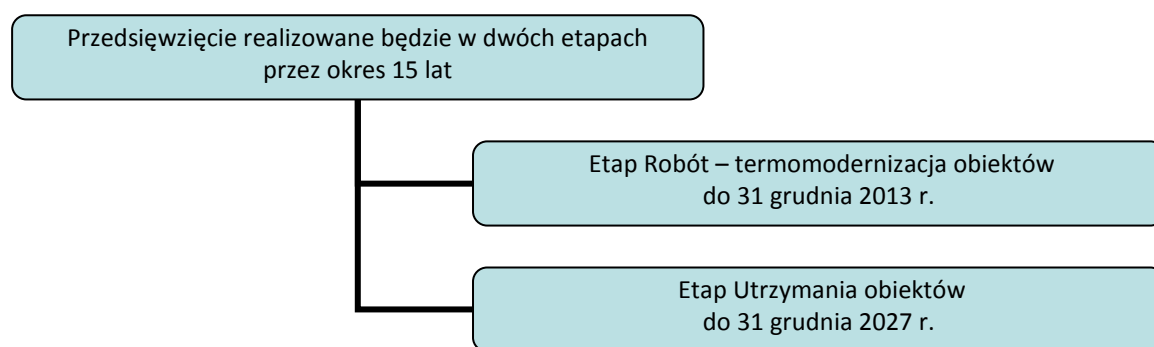 Przedsięwzięcie realizowane będzie w dwóch etapach
przez okres 15 lat
Etap Robót – termomodernizacja obiektów
do 31 grudnia 2013 r.
Etap Utrzymania obiektów
do 31 grudnia 2027 r.